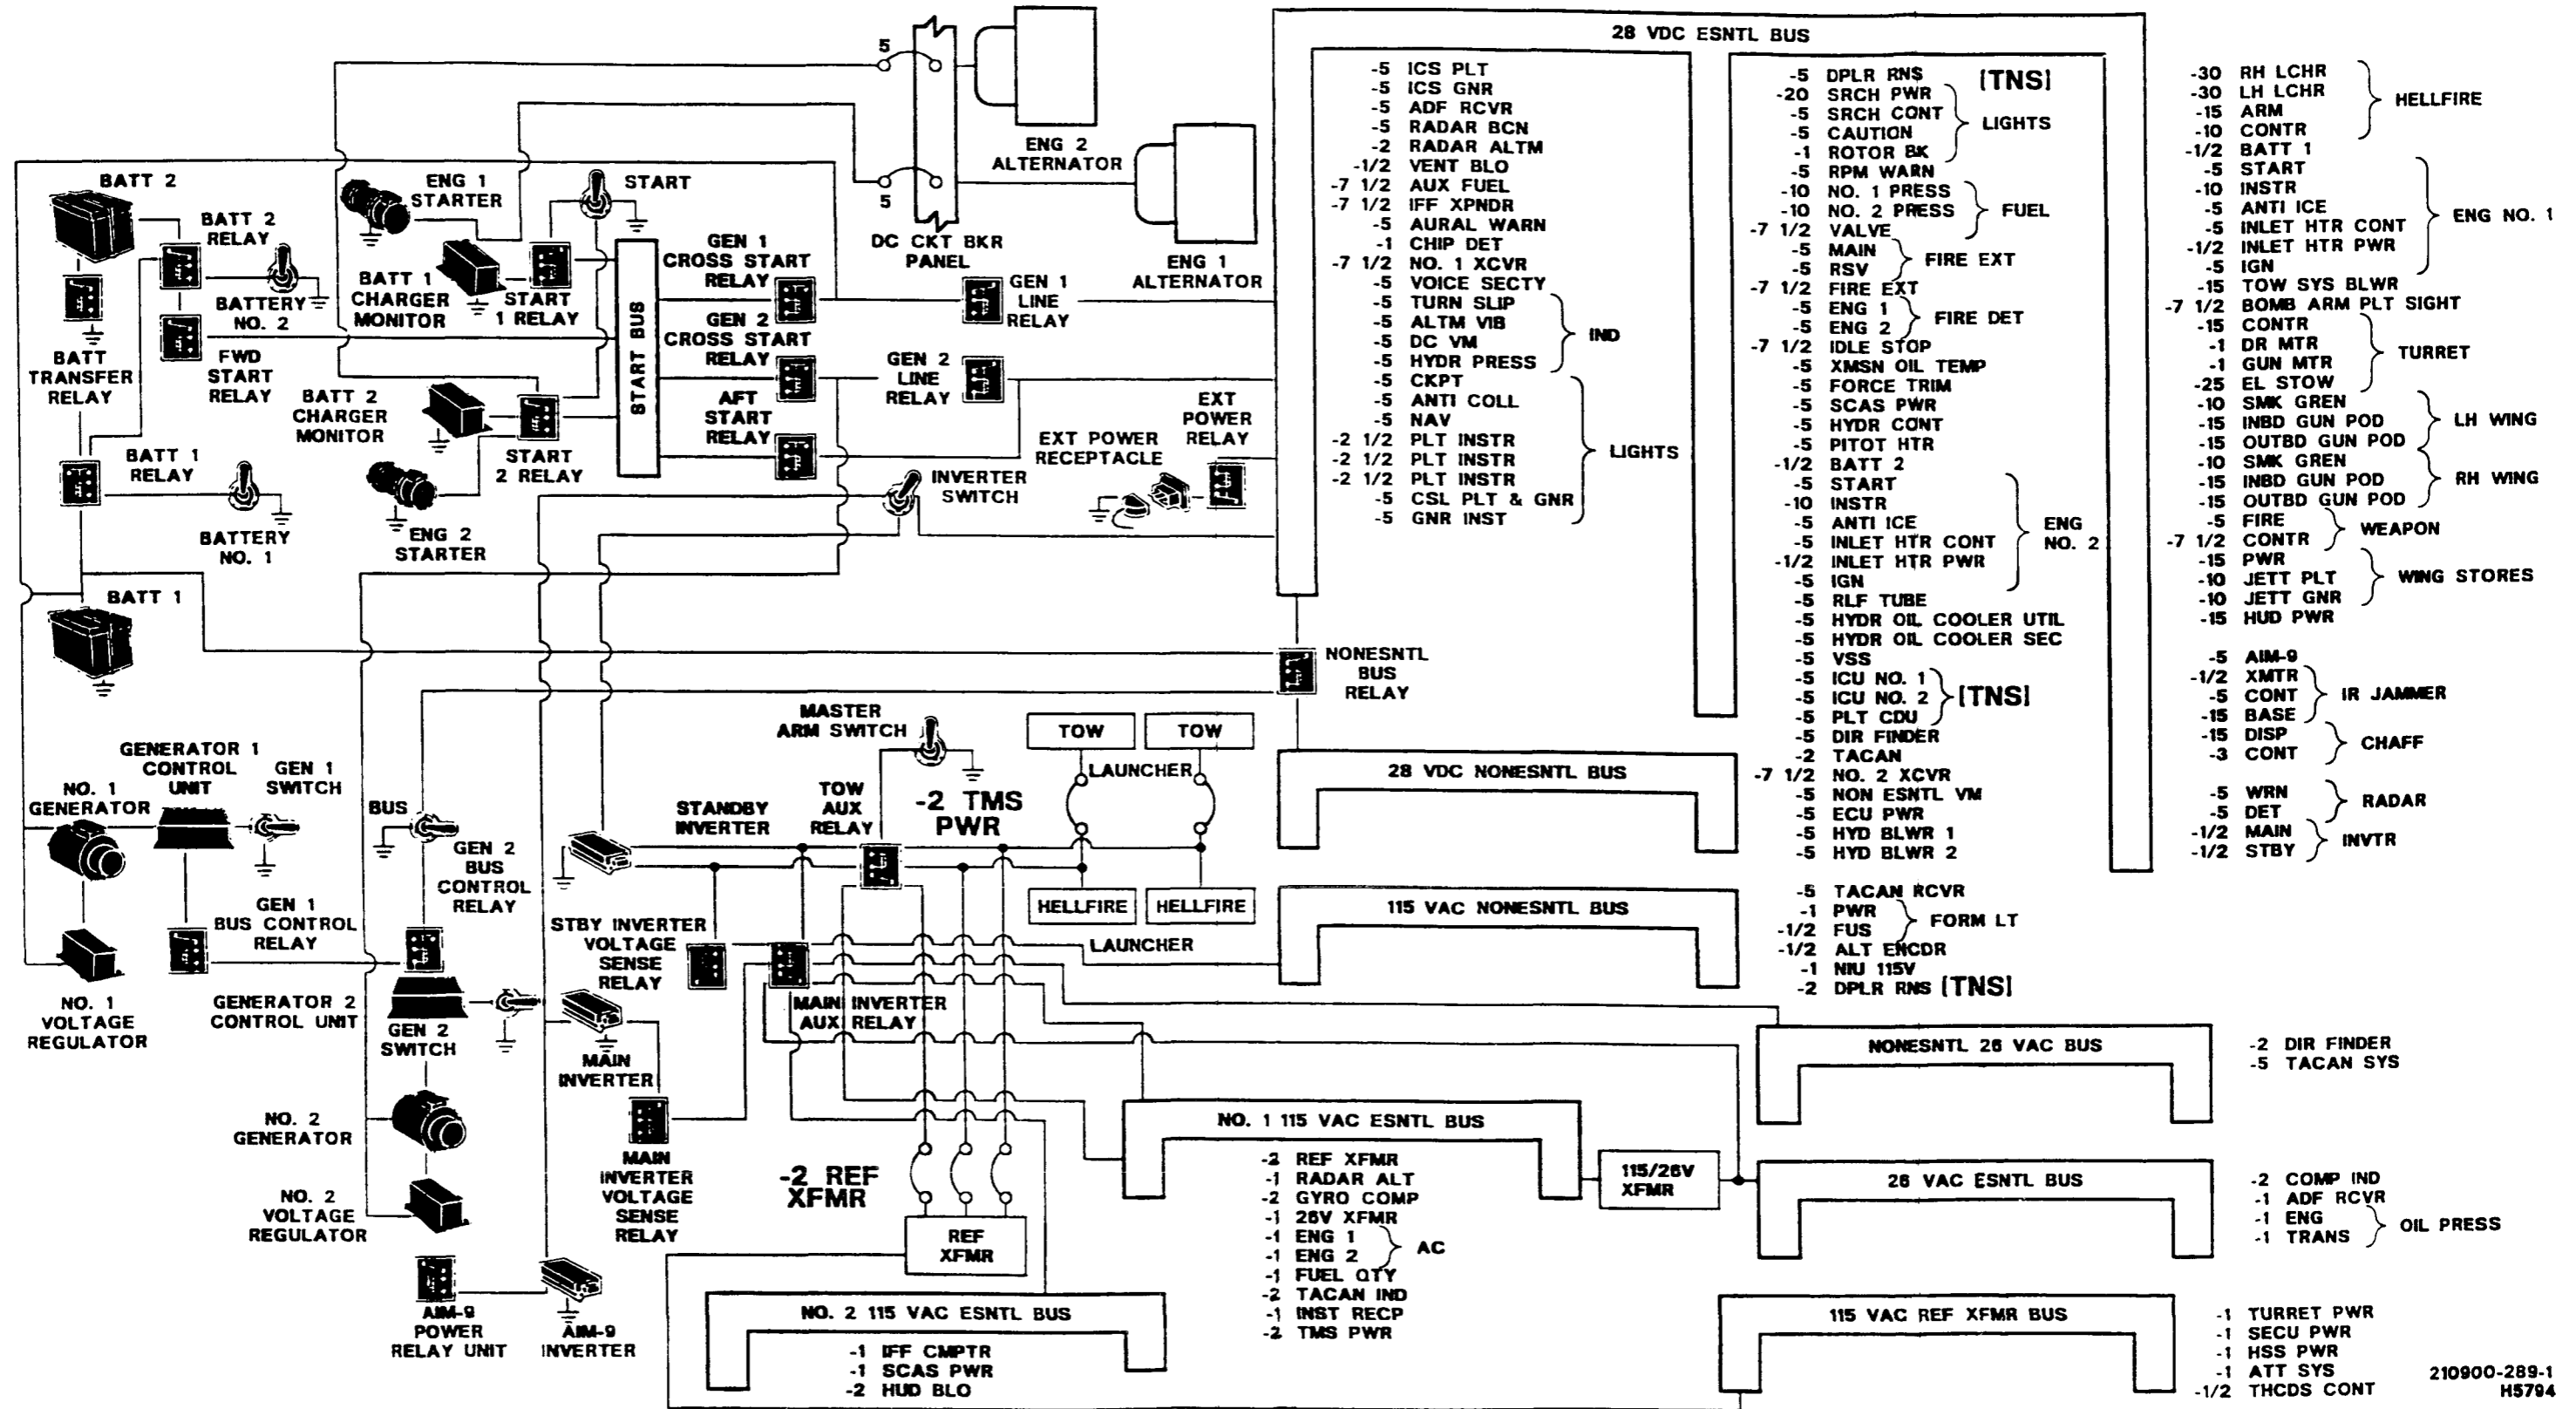 28 VDC ESNTL BUS
5
5
DC CKT BKR
PANEL
ENG 2
ALTERNATOR
ENG 1
ALTERNATOR
BATT 2
BATT 2
RELAY
BATTERY
NO. 2
BATT
TRANSFER
RELAY
FWD
START
RELAY
ENG 1
STARTER
START
BATT 1
CHARGER
MONITOR
START
1 RELAY
START BUS
GEN 1
CROSS START
RELAY
GEN 2
CROSS START
RELAY
AFT
START
RELAY
GEN 1
LINE
RELAY
GEN 2
LINE
RELAY
BATT 2
CHARGER
MONITOR
START
2 RELAY
ENG 2
STARTER
BATT 1
RELAY
BATTERY
NO. 1
BATT 1
INVERTER
SWITCH
EXT POWER
RECEPTACLE
EXT
POWER
RELAY
-5 ICS PLT
-5 ICS GNR
-5 ADF RCVR
-5 RADAR BCN
-2 RADAR ALTM
-1/2 VENT BLO
-7 1/2 AUX FUEL
-7 1/2 IFF XPNDR
-5 AURAL WARN
-1 CHIP DET
-7 1/2 NO. 1 XCVR
-5 VOICE SECTY
-5 TURN SLIP
-5 ALTM VIB
-5 DC VM
-5 HYDR PRESS
IND
-5 CKPT
-5 ANTI COLL
-5 NAV
-2 1/2 PLT INSTR
-2 1/2 PLT INSTR
-2 1/2 PLT INSTR
-5 CSL PLT & GNR
-5 GNR INST
LIGHTS
-5 DPLR RNS [TNS]
-20 SRCH PWR
-5 SRCH CONT
-5 CAUTION
-1 ROTOR BK
LIGHTS
-5 RPM WARN
-10 NO. 1 PRESS
-10 NO. 2 PRESS
-7 1/2 VALVE
FUEL
-5 MAIN
-5 RSV
FIRE EXT
-7 1/2 FIRE EXT
-5 ENG 1
-5 ENG 2
FIRE DET
-7 1/2 IDLE STOP
-5 XMSN OIL TEMP
-5 FORCE TRIM
-5 SCAS PWR
-5 HYDR CONT
-5 PITOT HTR
-1/2 BATT 2
-5 START
-10 INSTR
-5 ANTI ICE
-5 INLET HTR CONT
-1/2 INLET HTR PWR
-5 IGN
ENG
NO. 2
-5 RLF TUBE
-5 HYDR OIL COOLER UTIL
-5 HYDR OIL COOLER SEC
-5 VSS
-5 ICU NO. 1
-5 ICU NO. 2
-5 PLT CDU
[TNS]
-5 DIR FINDER
-2 TACAN
-7 1/2 NO. 2 XCVR
-5 NON ESNTL VM
-5 ECU PWR
-5 HYD BLWR 1
-5 HYD BLWR 2
-5 TACAN RCVR
-1 PWR
-1/2 FUS
FORM LT
-1/2 ALT ENCDR
-1 NIU 115V
-2 DPLR RNS [TNS]
-30 RH LCHR
-30 LH LCHR
-15 ARM
-10 CONTR
HELLFIRE
-1/2 BATT 1
-5 START
-10 INSTR
-5 ANTI ICE
-5 INLET HTR CONT
-1/2 INLET HTR PWR
-5 IGN
ENG NO. 1
-15 TOW SYS BLWR
-7 1/2 BOMB ARM PLT SIGHT
-15 CONTR
-1 DR MTR
-1 GUN MTR
-25 EL STOW
TURRET
-10 SMK GREN
-15 INBD GUN POD
-15 OUTBD GUN POD
LH WING
-10 SMK GREN
-15 INBD GUN POD
-15 OUTBD GUN POD
RH WING
-5 FIRE
-7 1/2 CONTR
WEAPON
-15 PWR
-10 JETT PLT
-10 JETT GNR
WING STORES
-15 HUD PWR
-5 AIM-9
-1/2 XMTR
-5 CONT
-15 BASE
IR JAMMER
-15 DISP
-3 CONT
CHAFF
-5 WRN
-5 DET
RADAR
-1/2 MAIN
-1/2 STBY
INVTR
NONESNTL
BUS
RELAY
28 VDC NONESNTL BUS
115 VAC NONESNTL BUS
MASTER
ARM SWITCH
TOW
TOW
LAUNCHER
TOW
AUX
RELAY
-2 TMS
PWR
HELLFIRE
HELLFIRE
LAUNCHER
STANDBY
INVERTER
GENERATOR 1
CONTROL
UNIT
GEN 1
SWITCH
NO. 1
GENERATOR
BUS
GEN 2
BUS
CONTROL
RELAY
GEN 1
BUS CONTROL
RELAY
NO. 1
VOLTAGE
REGULATOR
GENERATOR 2
CONTROL UNIT
GEN 2
SWITCH
STBY INVERTER
VOLTAGE
SENSE
RELAY
MAIN INVERTER
AUX RELAY
MAIN
INVERTER
NO. 2
GENERATOR
NO. 2
VOLTAGE
REGULATOR
MAIN
INVERTER
VOLTAGE
SENSE
RELAY
AIM-9
POWER
RELAY UNIT
AIM-9
INVERTER
-2 REF
XFMR
REF
XFMR
NO. 1 115 VAC ESNTL BUS
-2 REF XFMR
-1 RADAR ALT
-2 GYRO COMP
-1 26V XFMR
-1 ENG 1
-1 ENG 2
AC
-1 FUEL QTY
-2 TACAN IND
-1 INST RECP
-2 TMS PWR
NO. 2 115 VAC ESNTL BUS
-1 IFF CMPTR
-1 SCAS PWR
-2 HUD BLO
115/26V
XFMR
NONESNTL 26 VAC BUS
-2 DIR FINDER
-5 TACAN SYS
26 VAC ESNTL BUS
-2 COMP IND
-1 ADF RCVR
-1 ENG
-1 TRANS
OIL PRESS
115 VAC REF XFMR BUS
-1 TURRET PWR
-1 SECU PWR
-1 HSS PWR
-1 ATT SYS
-1/2 THCDS CONT
210900-289-1
H5794